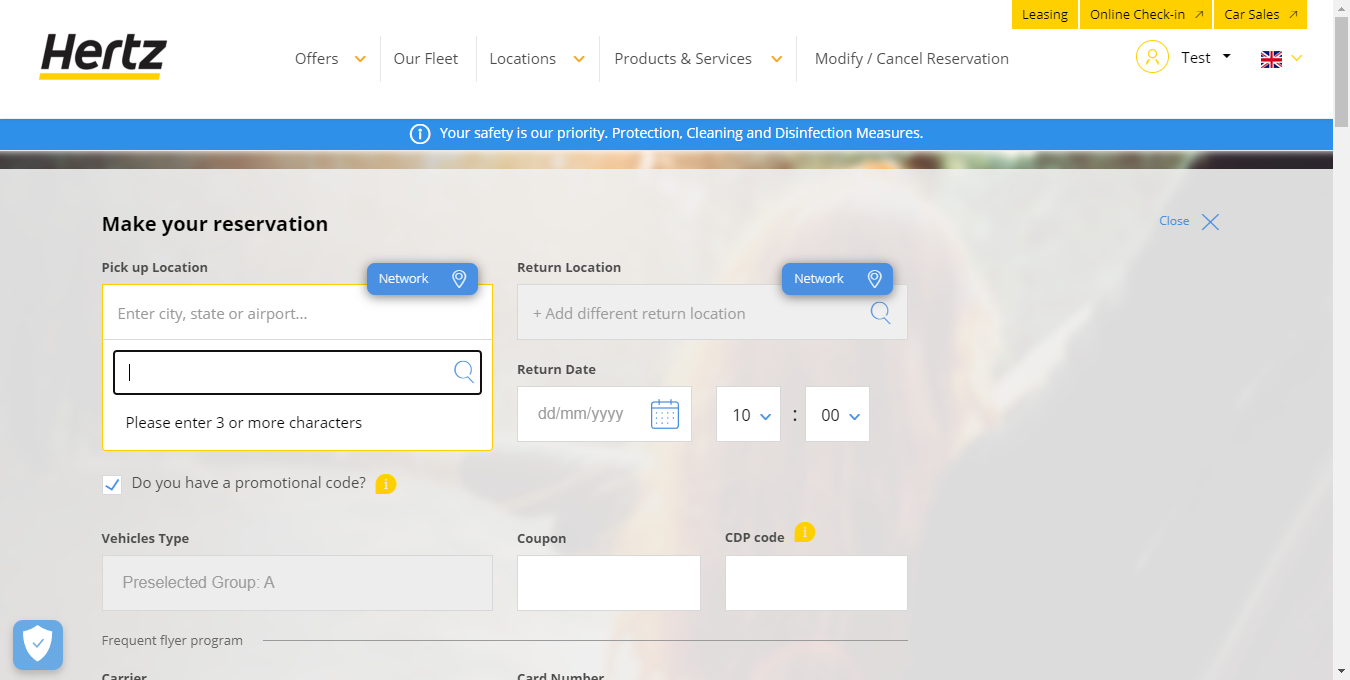 Leasing
Online Check-in
Car Sales
Hertz
Offers
Our Fleet
Locations
Products & Services
Modify / Cancel Reservation
Test
Your safety is our priority. Protection, Cleaning and Disinfection Measures.
Make your reservation
Close
Pick up Location
Network
Return Location
Network
Enter city, state or airport...
+ Add different return location
Please enter 3 or more characters
Return Date
dd/mm/yyyy
10
:
00
Do you have a promotional code?
i
Vehicles Type
Coupon
CDP code
i
Preselected Group: A
Frequent flyer program
Carrier
Card Number